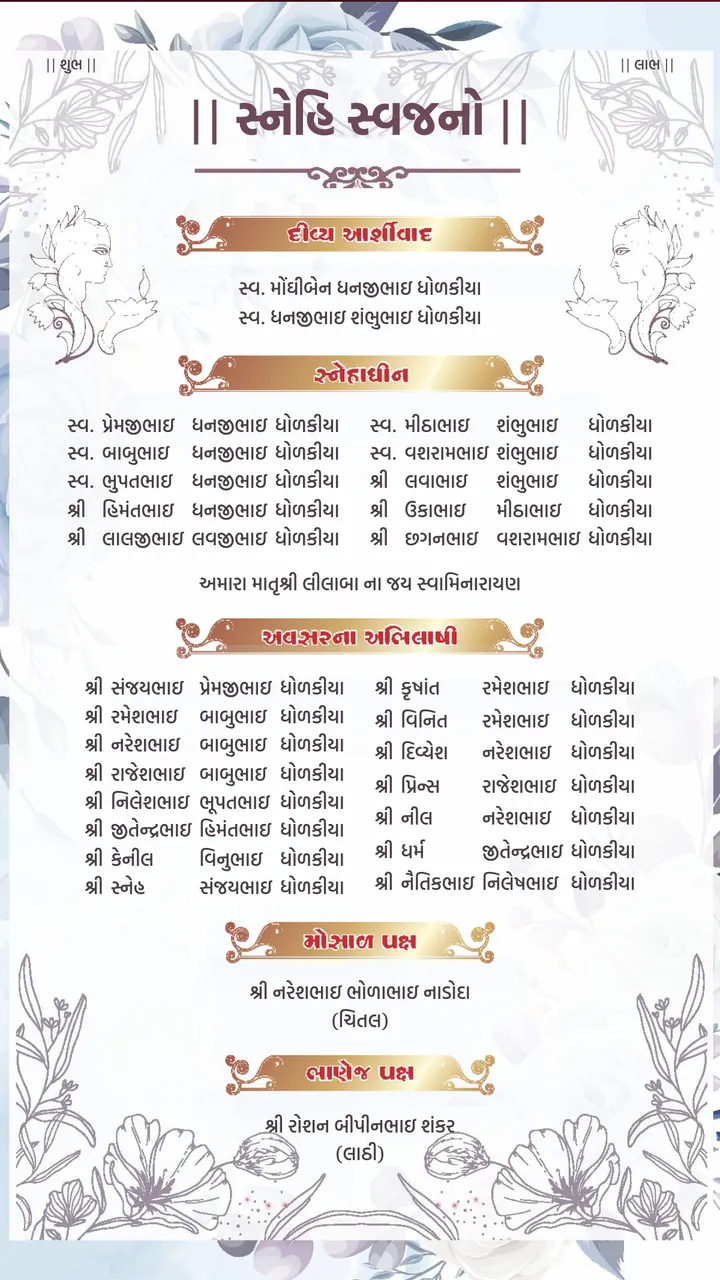 || શુભ ||
|| લાભ ||
|| સ્નેહિ સ્વજનો ||
દીવ્ય આર્શીવાદ
સ્વ. મોંઘીબેન ધનજીભાઇ ધોળકીયા
સ્વ. ધનજીભાઇ શંભુભાઇ ધોળકીયા
સ્નેહાધીન
સ્વ. પ્રેમજીભાઇ ધનજીભાઇ ધોળકીયા
સ્વ. બાબુભાઇ ધનજીભાઇ ધોળકીયા
સ્વ. ભુપતભાઇ ધનજીભાઇ ધોળકીયા
શ્રી હિમંતભાઇ ધનજીભાઇ ધોળકીયા
શ્રી લાલજીભાઇ લવજીભાઇ ધોળકીયા
સ્વ. મીઠાભાઇ શંભુભાઇ ધોળકીયા
સ્વ. વશરામભાઇ શંભુભાઇ ધોળકીયા
શ્રી લવાભાઇ શંભુભાઇ ધોળકીયા
શ્રી ઉકાભાઇ મીઠાભાઇ ધોળકીયા
શ્રી છગનભાઇ વશરામભાઇ ધોળકીયા
અમારા માતૃશ્રી લીલાબા ના જય સ્વામિનારાયણ
અવસરના અભિલાષી
શ્રી સંજયભાઇ પ્રેમજીભાઇ ધોળકીયા
શ્રી રમેશભાઇ બાબુભાઇ ધોળકીયા
શ્રી નરેશભાઇ બાબુભાઇ ધોળકીયા
શ્રી રાજેશભાઇ બાબુભાઇ ધોળકીયા
શ્રી નિલેશભાઇ ભૂપતભાઇ ધોળકીયા
શ્રી જીતેન્દ્રભાઇ હિમંતભાઇ ધોળકીયા
શ્રી કેનીલ વિનુભાઇ ધોળકીયા
શ્રી સ્નેહ સંજયભાઇ ધોળકીયા
શ્રી કૃષાંત રમેશભાઇ ધોળકીયા
શ્રી વિનિત રમેશભાઇ ધોળકીયા
શ્રી દિવ્યેશ નરેશભાઇ ધોળકીયા
શ્રી પ્રિન્સ રાજેશભાઇ ધોળકીયા
શ્રી નીલ નરેશભાઇ ધોળકીયા
શ્રી ધર્મ જીતેન્દ્રભાઇ ધોળકીયા
શ્રી નૈતિકભાઇ નિલેષભાઇ ધોળકીયા
મોસાળ પક્ષ
શ્રી નરેશભાઇ ભોળાભાઇ નાડોદા
(ચિતલ)
ભાણેજ પક્ષ
શ્રી રોશન બીપીનભાઇ શંકર
(લાઠી)